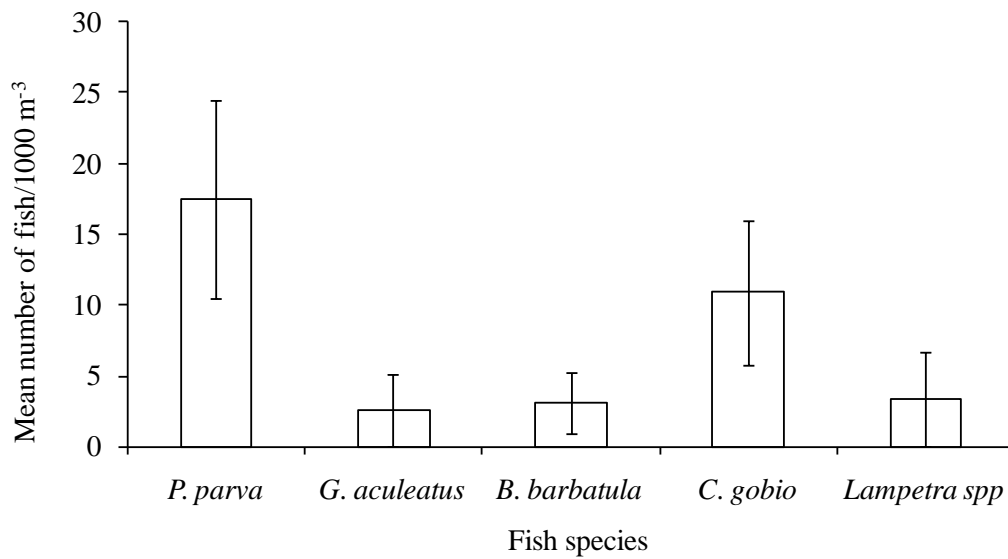 30
25
20
15
10
5
0
Mean number of fish/1000 m⁻³
P. parva G. aculeatus B. barbatula C. gobio Lampetra spp
Fish species